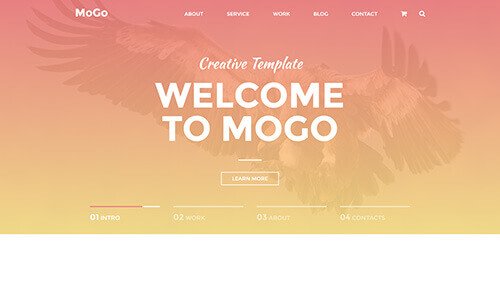 MoGo ABOUT SERVICE WORK BLOG CONTACT
Creative Template
WELCOME
TO MOGO
LEARN MORE
01 INTRO 02 WORK 03 ABOUT 04 CONTACTS